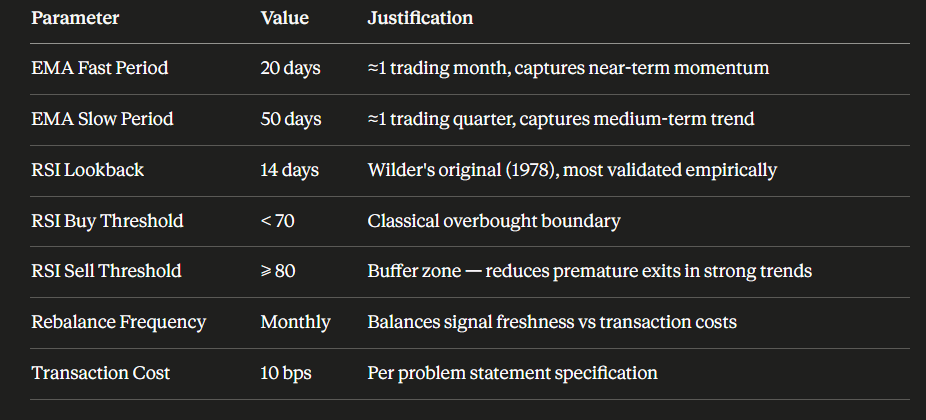 Parameter Value Justification
EMA Fast Period 20 days ≈1 trading month, captures near-term momentum
EMA Slow Period 50 days ≈1 trading quarter, captures medium-term trend
RSI Lookback 14 days Wilder's original (1978), most validated empirically
RSI Buy Threshold < 70 Classical overbought boundary
RSI Sell Threshold ⩾ 80 Buffer zone — reduces premature exits in strong trends
Rebalance Frequency Monthly Balances signal freshness vs transaction costs
Transaction Cost 10 bps Per problem statement specification